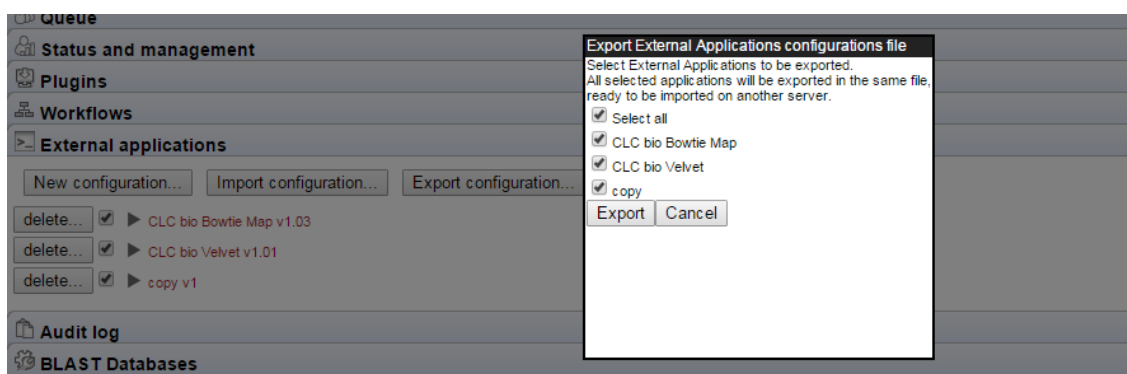 Queue
Status and management
Plugins
Workflows
External applications
New configuration... Import configuration... Export configuration...
delete... CLC bio Bowtie Map v1.03
delete... CLC bio Velvet v1.01
delete... copy v1
Audit log
BLAST Databases
Export External Applications configurations file
Select External Applications to be exported.
All selected applications will be exported in the same file,
ready to be imported on another server.
Select all
CLC bio Bowtie Map
CLC bio Velvet
copy
Export Cancel